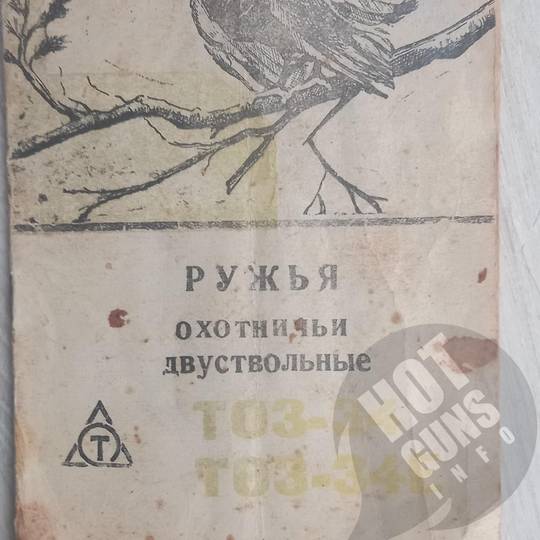 РУЖЬЯ
ОХОТНИЧЬИ
ДВУСТВОЛЬНЫЕ
Т
HOT
GUNS
INFO